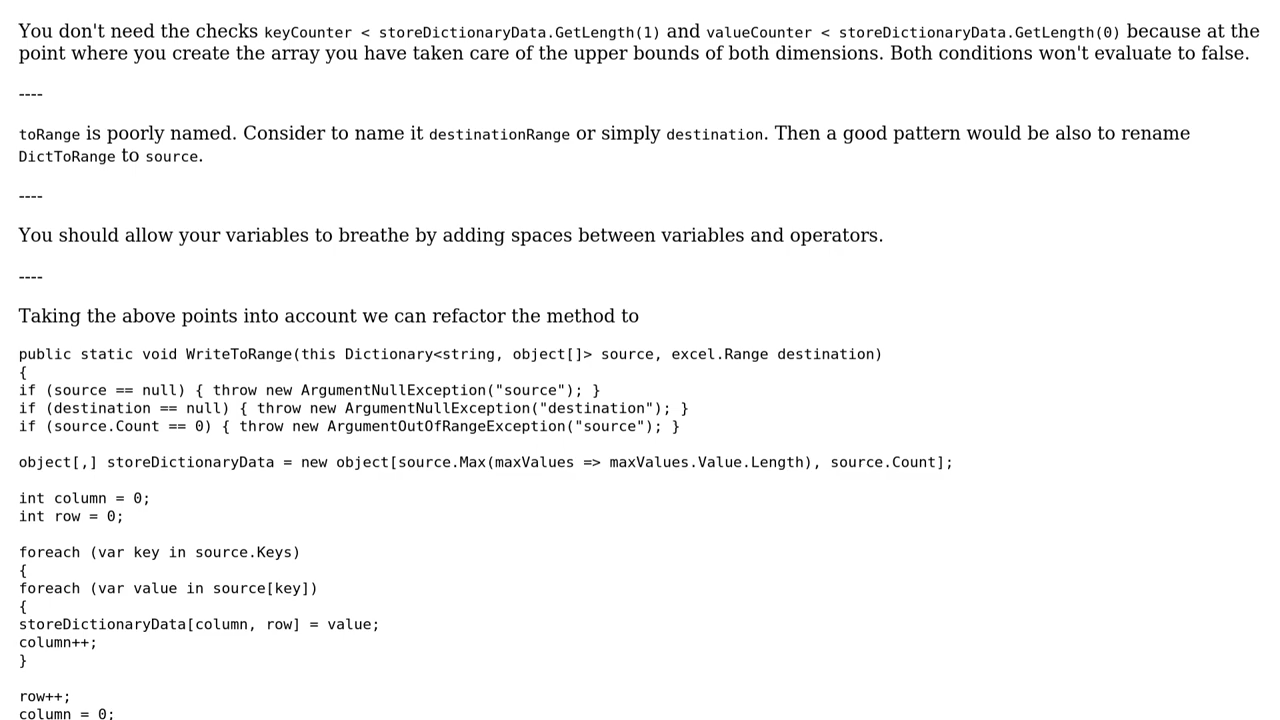 You don't need the checks keyCounter < storeDictionaryData.GetLength(1) and valueCounter < storeDictionaryData.GetLength(0) because at the
point where you create the array you have taken care of the upper bounds of both dimensions. Both conditions won't evaluate to false.
----
toRange is poorly named. Consider to name it destinationRange or simply destination. Then a good pattern would be also to rename
DictToRange to source.
----
You should allow your variables to breathe by adding spaces between variables and operators.
----
Taking the above points into account we can refactor the method to
public static void WriteToRange(this Dictionary<string, object[]> source, excel.Range destination)
{
if (source == null) { throw new ArgumentNullException("source"); }
if (destination == null) { throw new ArgumentNullException("destination"); }
if (source.Count == 0) { throw new ArgumentOutOfRangeException("source"); }
object[,] storeDictionaryData = new object[source.Max(maxValues => maxValues.Value.Length), source.Count];
int column = 0;
int row = 0;
foreach (var key in source.Keys)
{
foreach (var value in source[key])
{
storeDictionaryData[column, row] = value;
column++;
}
row++;
column = 0;